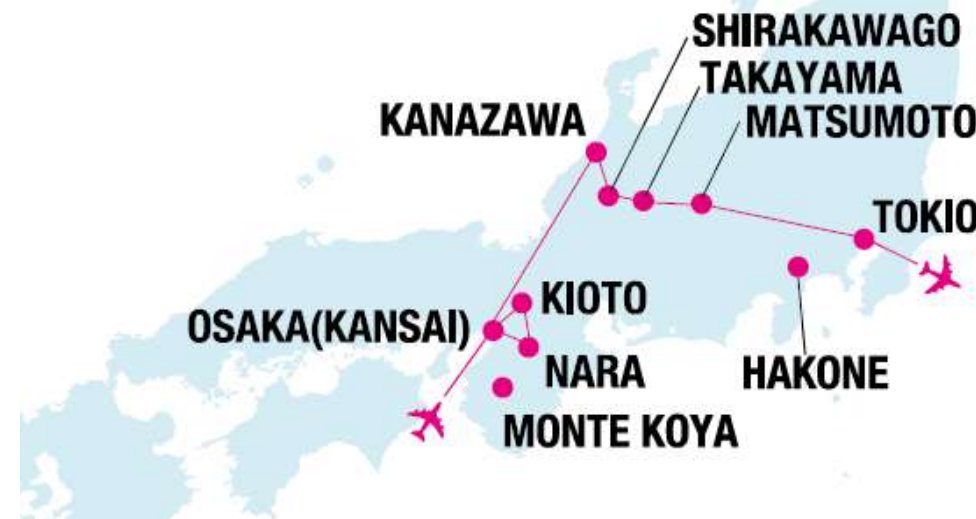 SHIRAKAWAGO
TAKAYAMA
KANAZAWA
MATSUMOTO
TOKIO
KIOTO
OSAKA(KANSAI)
NARA
HAKONE
MONTE KOYA